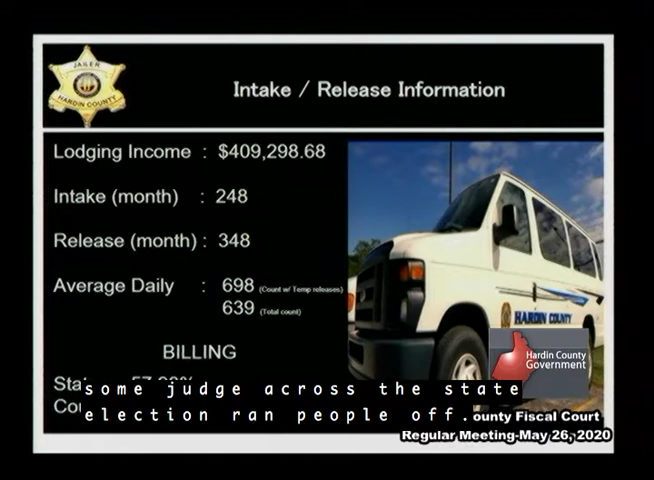 JAILER
HARDIN COUNTY
Intake / Release Information
Lodging Income : $409,298.68
Intake (month) : 248
Release (month) : 348
Average Daily : 698 (Count w/ Temp releases)
639 (Total count)
BILLING
HARDIN COUNTY
Hardin County
Government
some judge across the state
election ran people off.
ounty Fiscal Court
Regular Meeting-May 26, 2020